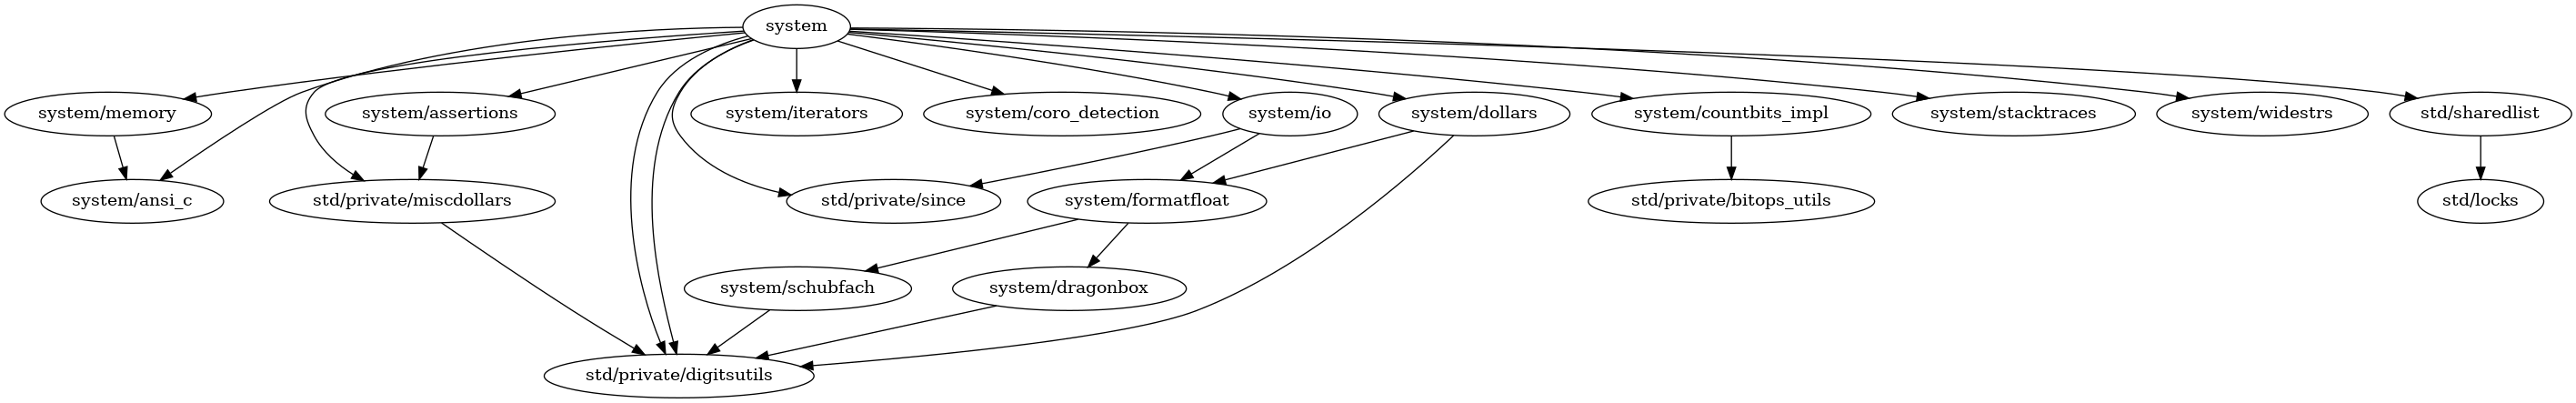 system
system/memory
system/assertions
system/iterators
system/coro_detection
system/io
system/dollars
system/countbits_impl
system/stacktraces
system/widestrs
std/sharedlist
system/ansi_c
std/private/miscdollars
std/private/since
system/formatfloat
std/private/bitops_utils
std/locks
system/schubfach
system/dragonbox
std/private/digitsutils